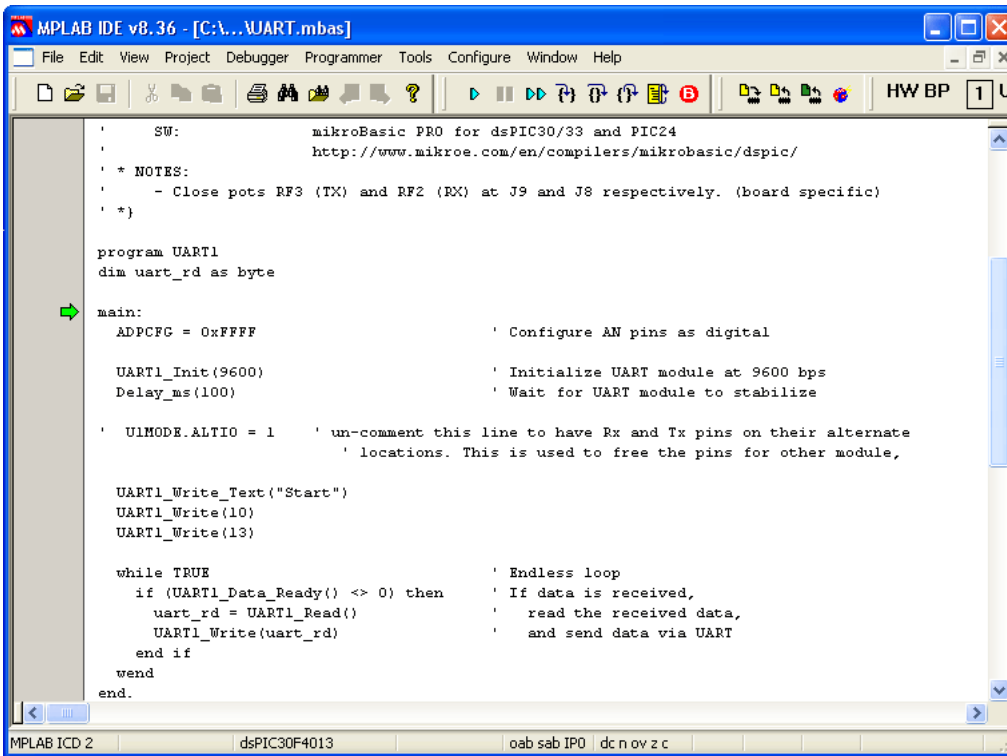 MPLAB IDE v8.36 - [C:\...\UART.mbas]
File Edit View Project Debugger Programmer Tools Configure Window Help
HW BP 1
' SW: mikroBasic PRO for dsPIC30/33 and PIC24
' http://www.mikroe.com/en/compilers/mikrobasic/dspic/
' * NOTES:
' - Close pots RF3 (TX) and RF2 (RX) at J9 and J8 respectively. (board specific)
' *}
program UART1
dim uart_rd as byte
main:
ADPCFG = 0xFFFF ' Configure AN pins as digital
UART1_Init(9600) ' Initialize UART module at 9600 bps
Delay_ms(100) ' Wait for UART module to stabilize
' U1MODE.ALTIO = 1 ' un-comment this line to have Rx and Tx pins on their alternate
' locations. This is used to free the pins for other module,
UART1_Write_Text("Start")
UART1_Write(10)
UART1_Write(13)
while TRUE ' Endless loop
if (UART1_Data_Ready() <> 0) then ' If data is received,
uart_rd = UART1_Read() ' read the received data,
UART1_Write(uart_rd) ' and send data via UART
end if
wend
end.
MPLAB ICD 2 dsPIC30F4013 oab sab IP0 dc n ov z c